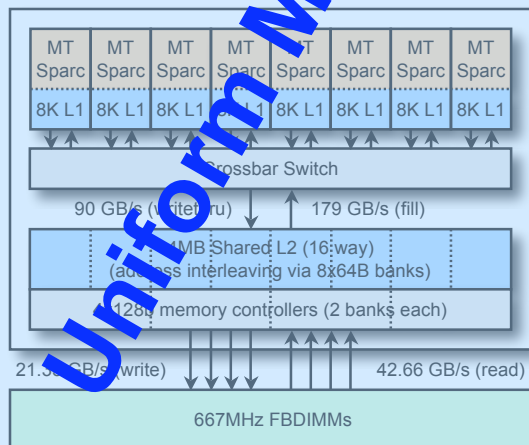 MT MT MT MT MT MT MT MT
Sparc Sparc Sparc Sparc Sparc Sparc Sparc Sparc
8K L1 8K L1 8K L1 8K L1 8K L1 8K L1 8K L1 8K L1
Crossbar Switch
90 GB/s (writethru) 179 GB/s (fill)
4MB Shared L2 (16 way)
(address interleaving via 8x64B banks)
128b memory controllers (2 banks each)
GB/s (write) 42.66 GB/s (read)
667MHz FBDIMMs
Uniform